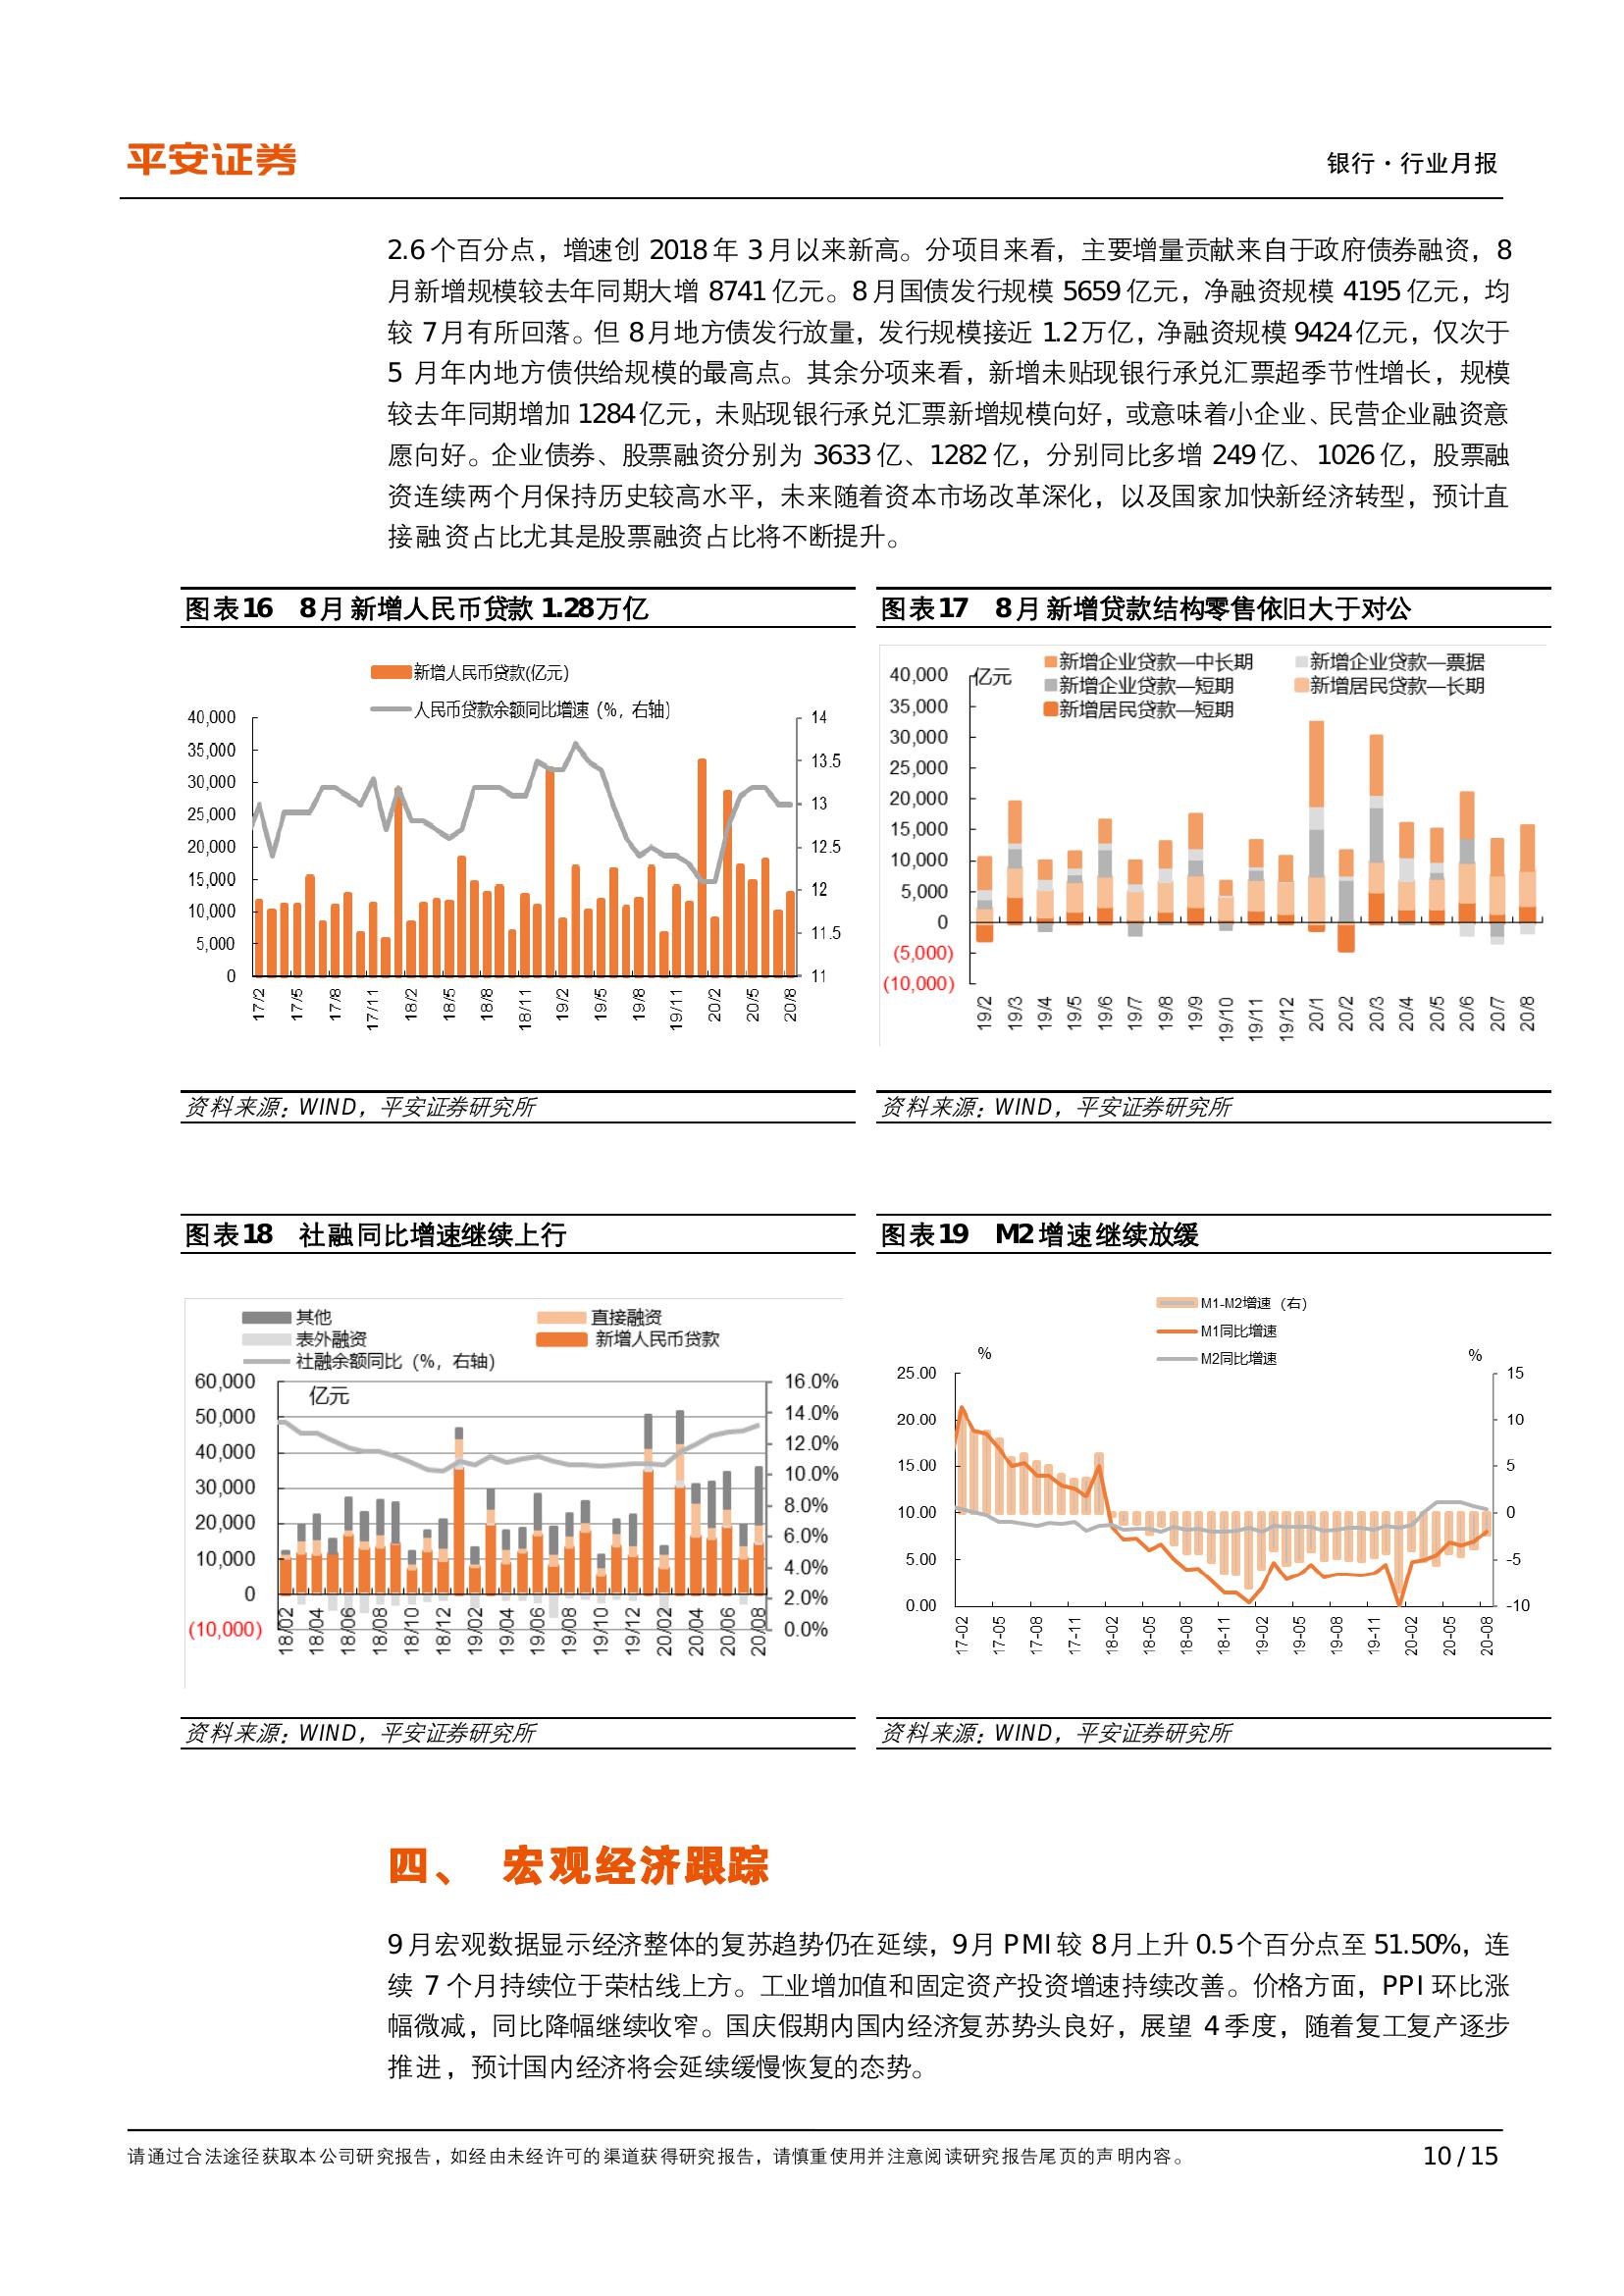 平安证券
银行·行业月报
2.6个百分点，增速创 2018年 3月以来新高。分项目来看，主要增量贡献来自于政府债券融资，8
月新增规模较去年同期大增 8741亿元。8月国债发行规模 5659亿元，净融资规模 4195亿元，均
较 7月有所回落。但 8月地方债发行放量，发行规模接近 1.2万亿，净融资规模 9424亿元，仅次于
5 月年内地方债供给规模的最高点。其余分项来看，新增未贴现银行承兑汇票超季节性增长，规模
较去年同期增加 1284亿元，未贴现银行承兑汇票新增规模向好，或意味着小企业、民营企业融资意
愿向好。企业债券、股票融资分别为 3633亿、1282亿，分别同比多增 249亿、1026亿，股票融
资连续两个月保持历史较高水平，未来随着资本市场改革深化，以及国家加快新经济转型，预计直
接融资占比尤其是股票融资占比将不断提升。
图表16 8月新增人民币贷款 1.28万亿
新增人民币贷款(亿元)
人民币贷款余额同比增速（%，右轴）
40,000
35,000
30,000
25,000
20,000
15,000
10,000
5,000
0
14
13.5
13
12.5
12
11.5
11
17/2 17/5 17/8 17/11 18/2 18/5 18/8 18/11 19/2 19/5 19/8 19/11 20/2 20/5 20/8
资料来源：WIND，平安证券研究所
图表17 8月新增贷款结构零售依旧大于对公
新增企业贷款—中长期 新增企业贷款—票据
新增企业贷款—短期 新增居民贷款—长期
新增居民贷款—短期
亿元
40,000
35,000
30,000
25,000
20,000
15,000
10,000
5,000
0
(5,000)
(10,000)
19/2 19/3 19/4 19/5 19/6 19/7 19/8 19/9 19/10 19/11 19/12 20/1 20/2 20/3 20/4 20/5 20/6 20/7 20/8
资料来源：WIND，平安证券研究所
图表18 社融同比增速继续上行
其他 直接融资
表外融资 新增人民币贷款
社融余额同比（%，右轴）
亿元
60,000
50,000
40,000
30,000
20,000
10,000
0
(10,000)
16.0%
14.0%
12.0%
10.0%
8.0%
6.0%
4.0%
2.0%
0.0%
18/02 18/04 18/06 18/08 18/10 18/12 19/02 19/04 19/06 19/08 19/10 19/12 20/02 20/04 20/06 20/08
资料来源：WIND，平安证券研究所
图表19 M2增速继续放缓
M1-M2增速（右）
M1同比增速
M2同比增速
% %
25.00
20.00
15.00
10.00
5.00
0.00
15
10
5
0
-5
-10
17-02 17-05 17-08 17-11 18-02 18-05 18-08 18-11 19-02 19-05 19-08 19-11 20-02 20-05 20-08
资料来源：WIND，平安证券研究所
四、 宏观经济跟踪
9月宏观数据显示经济整体的复苏趋势仍在延续，9月 PMI较 8月上升 0.5个百分点至 51.50%，连
续 7 个月持续位于荣枯线上方。工业增加值和固定资产投资增速持续改善。价格方面，PPI 环比涨
幅微减，同比降幅继续收窄。国庆假期内国内经济复苏势头良好，展望 4季度，随着复工复产逐步
推进，预计国内经济将会延续缓慢恢复的态势。
请通过合法途径获取本公司研究报告，如经由未经许可的渠道获得研究报告，请慎重使用并注意阅读研究报告尾页的声明内容。
10 / 15